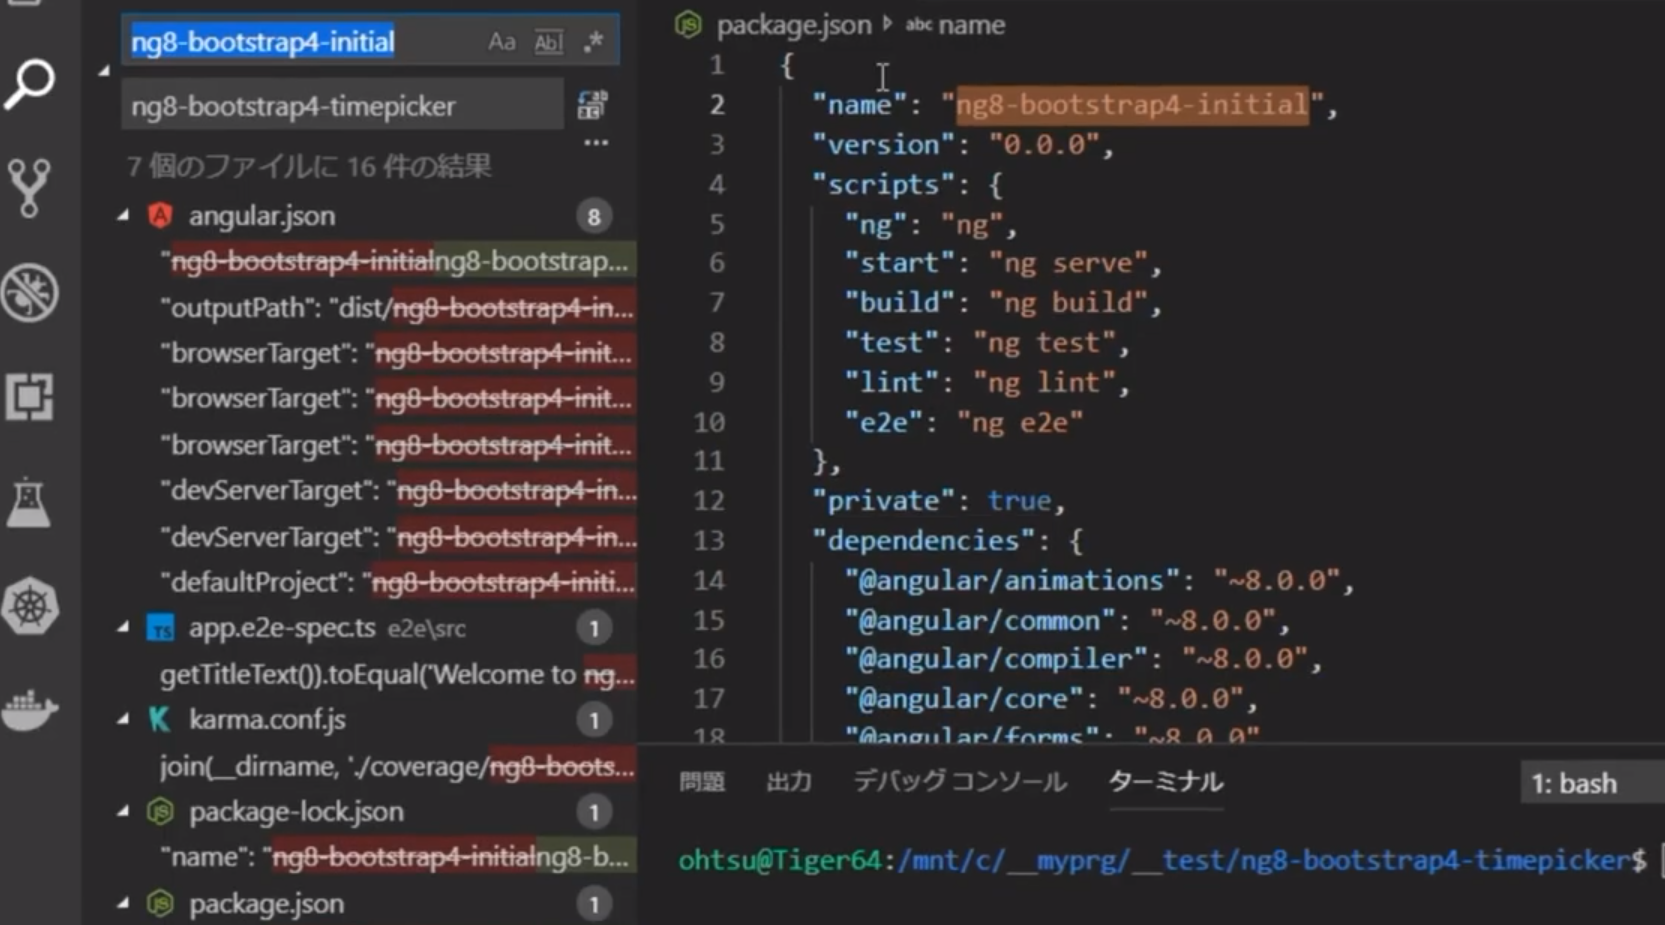 ng8-bootstrap4-initial Aa Abl .*
ng8-bootstrap4-timepicker
7 個のファイルに 16 件の結果
angular.json 8
"ng8-bootstrap4-initialng8-bootstrap...
"outputPath": "dist/ng8-bootstrap4-in...
"browserTarget": "ng8-bootstrap4-init...
"browserTarget": "ng8-bootstrap4-init...
"browserTarget": "ng8-bootstrap4-init...
"devServerTarget": "ng8-bootstrap4-in...
"devServerTarget": "ng8-bootstrap4-in...
"defaultProject": "ng8-bootstrap4-initi...
TS app.e2e-spec.ts e2e\src 1
getTitleText()).toEqual('Welcome to ng...
karma.conf.js 1
join(__dirname, './coverage/ng8-boots...
package-lock.json 1
"name": "ng8-bootstrap4-initialng8-b...
package.json 1
package.json abc name
1 {
2 "name": "ng8-bootstrap4-initial",
3 "version": "0.0.0",
4 "scripts": {
5 "ng": "ng",
6 "start": "ng serve",
7 "build": "ng build",
8 "test": "ng test",
9 "lint": "ng lint",
10 "e2e": "ng e2e"
11 },
12 "private": true,
13 "dependencies": {
14 "@angular/animations": "~8.0.0",
15 "@angular/common": "~8.0.0",
16 "@angular/compiler": "~8.0.0",
17 "@angular/core": "~8.0.0",
18 "@angular/forms": "~8.0.0"
問題 出力 デバッグ コンソール ターミナル 1: bash
ohtsu@Tiger64:/mnt/c/__myprg/__test/ng8-bootstrap4-timepicker$